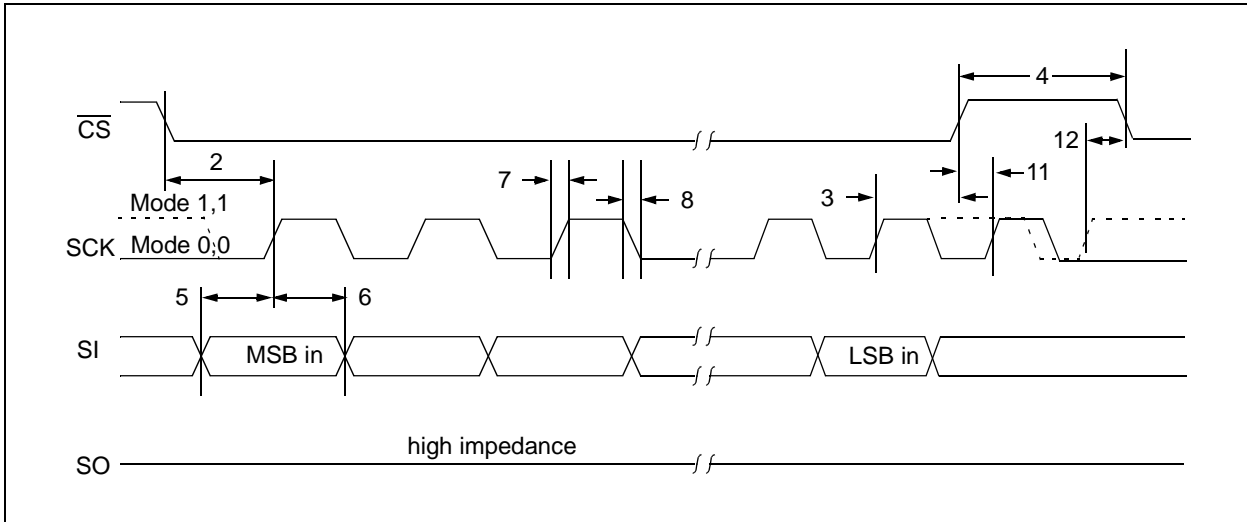 4
CS
12
2
11
7
8
3
Mode 1,1
SCK Mode 0,0
5
6
SI
MSB in
LSB in
high impedance
SO